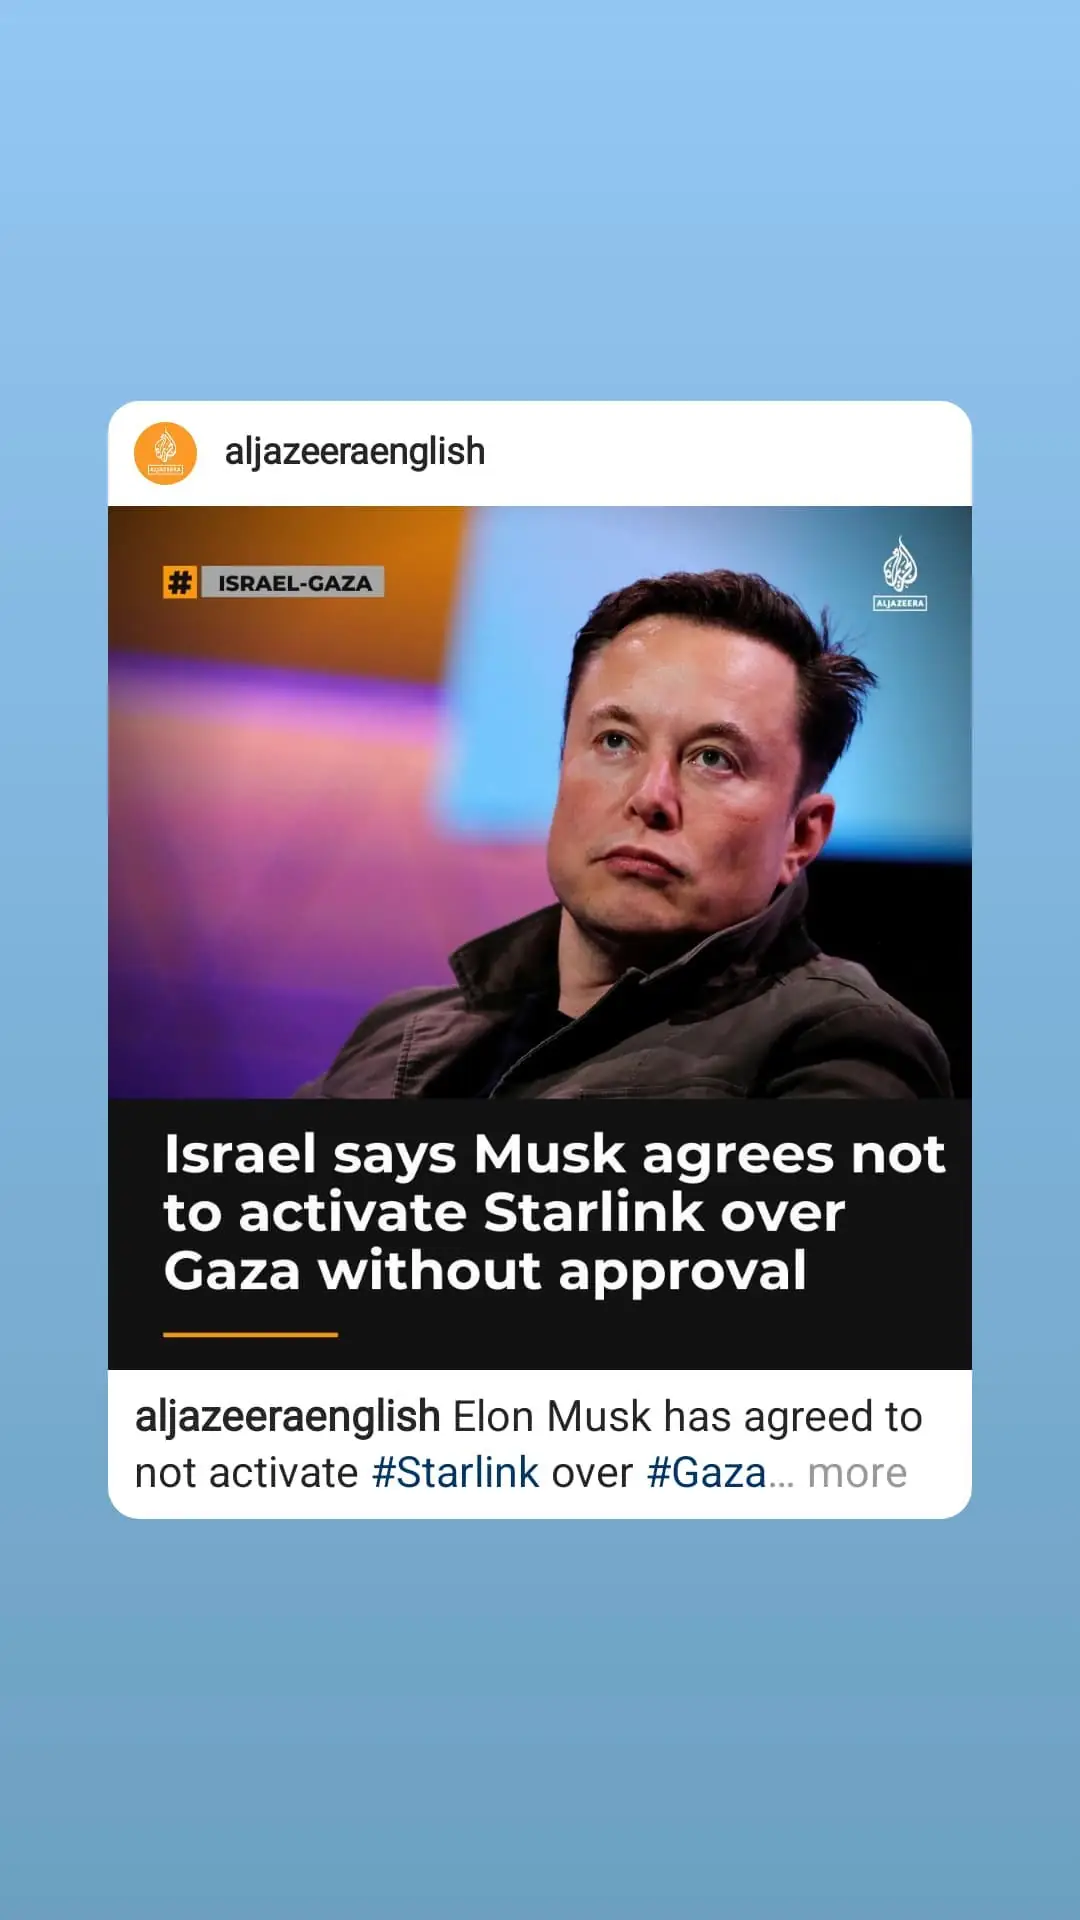 ALJAZEERA
aljazeeraenglish
# ISRAEL-GAZA
ALJAZEERA
Israel says Musk agrees not
to activate Starlink over
Gaza without approval
aljazeeraenglish Elon Musk has agreed to
not activate #Starlink over #Gaza... more